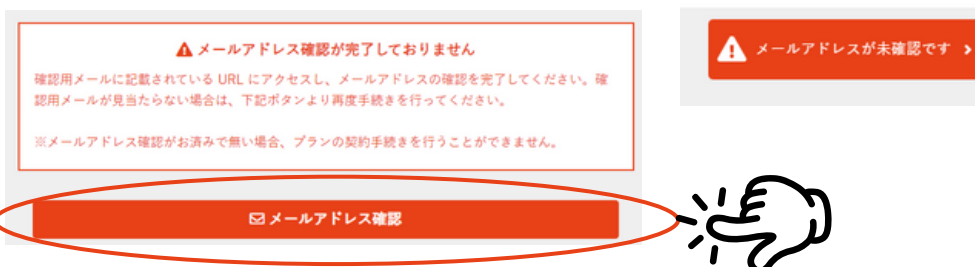 メールアドレス確認が完了しておりません
確認用メールに記載されている URL にアクセスし、メールアドレスの確認を完了してください。確
認用メールが見当たらない場合は、下記ボタンより再度手続きを行ってください。
※メールアドレス確認がお済みで無い場合、プランの契約手続きを行うことができません。
メールアドレス確認
メールアドレスが未確認です